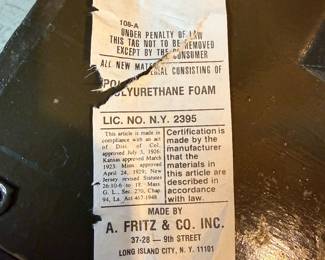 108-A
UNDER PENALTY OF LAW
THIS TAG NOT TO BE REMOVED
EXCEPT BY THE CONSUMER
ALL NEW MATERIAL CONSISTING OF
POLYURETHANE FOAM
LIC. NO. N.Y. 2395
This article is made in
compliance with an act
of Dist. of Col.
approved July 3, 1926;
Kansas approved March
1923; Minn. approved
April 24, 1929; New
Jersey revised Statutes
26:10-6 to 18. Mass.
G. L., Sec. 270, Chap
94, La. Act 467-1948.
Certification is
made by the
manufacturer
that the
materials in
this article are
described in
accordance
with law.
MADE BY
A. FRITZ & CO. INC.
37-28 — 9th STREET
LONG ISLAND CITY, N.Y. 11101